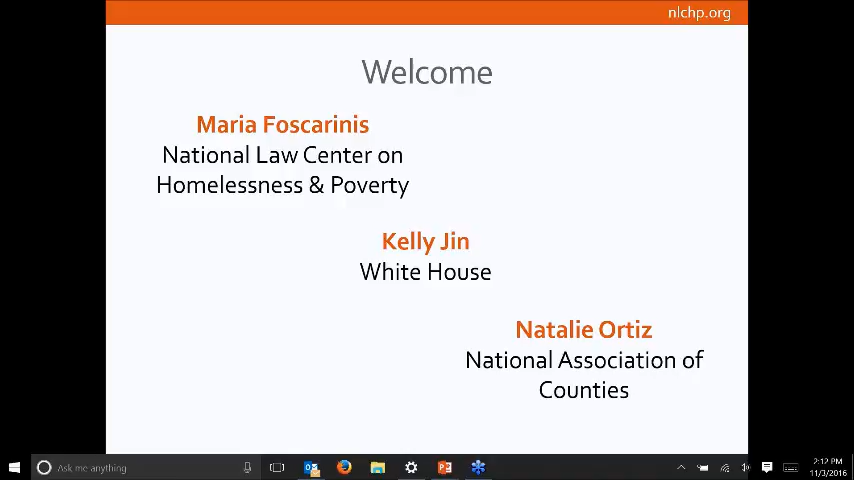 nlchp.org
Welcome
Maria Foscarinis
National Law Center on
Homelessness & Poverty
Kelly Jin
White House
Natalie Ortiz
National Association of
Counties
Ask me anything
2:12 PM
11/3/2016